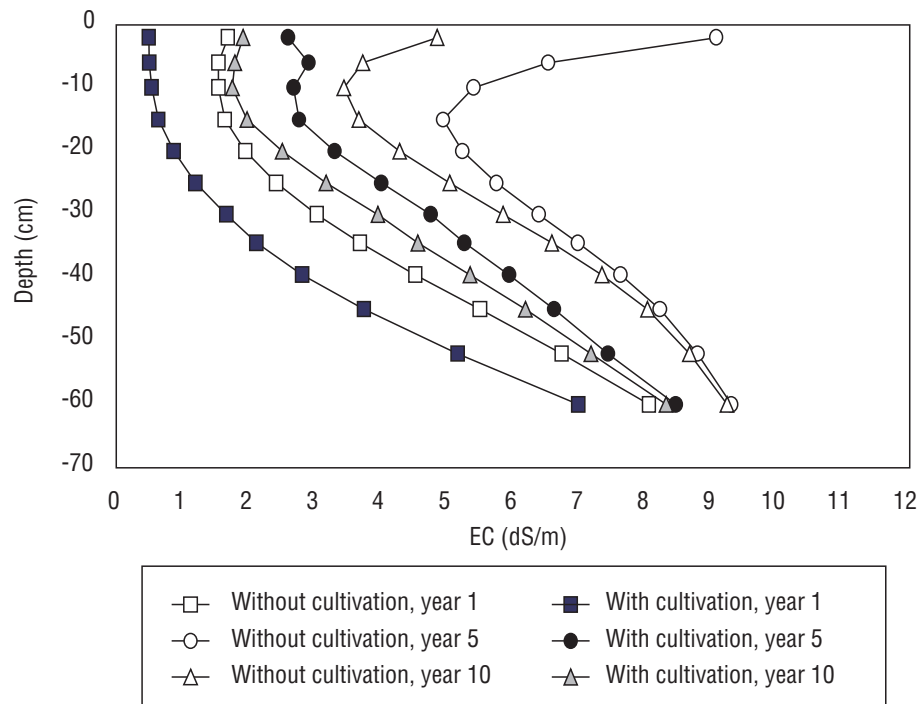 0
-10
-20
-30
-40
-50
-60
-70
Depth (cm)
0 1 2 3 4 5 6 7 8 9 10 11 12
EC (dS/m)
Without cultivation, year 1
With cultivation, year 1
Without cultivation, year 5
With cultivation, year 5
Without cultivation, year 10
With cultivation, year 10